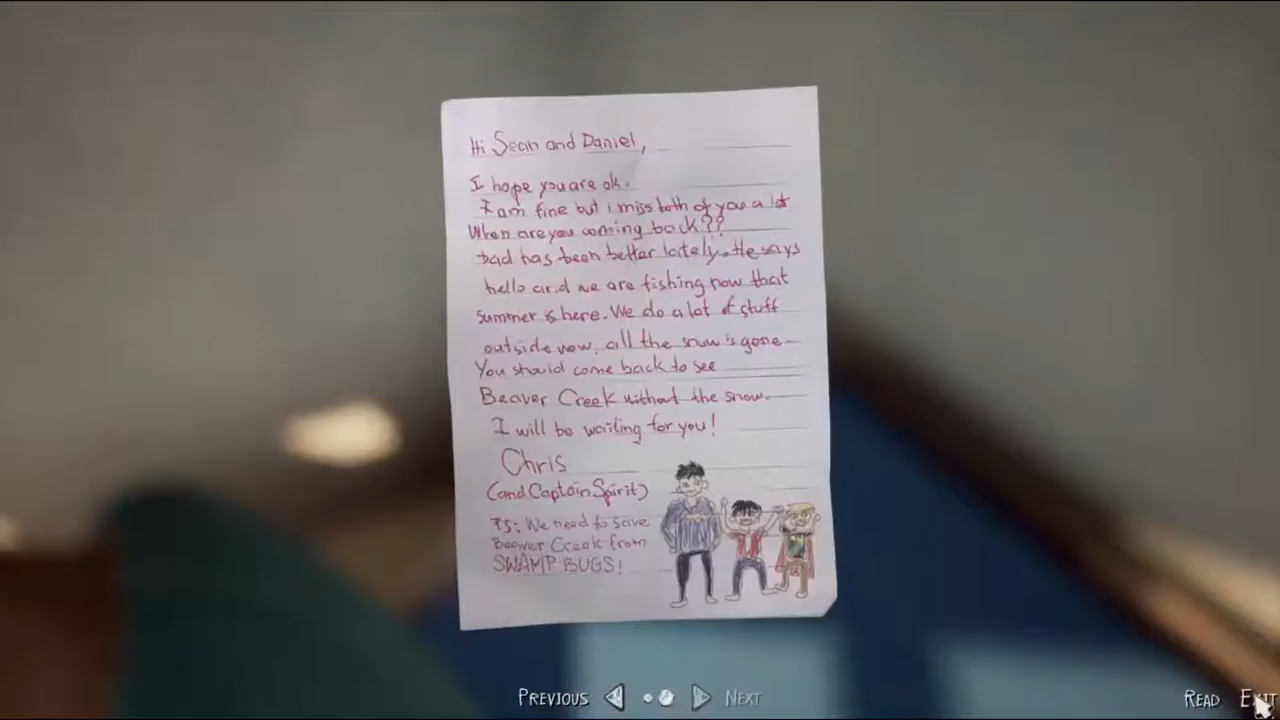 Hi Sean and Daniel,
I hope you are ok.
I am fine but i miss both of you a lot
When are you coming back??
Dad has been better lately. He says
hello and we are fishing now that
summer is here. We do a lot of stuff
outside now, all the snow is gone
You should come back to see
Beaver Creek without the snow.
I will be waiting for you!
Chris
(and Captain Spirit)
PS: We need to save
Beaver Creek from
SWAMP BUGS!
PREVIOUS NEXT READ EXIT